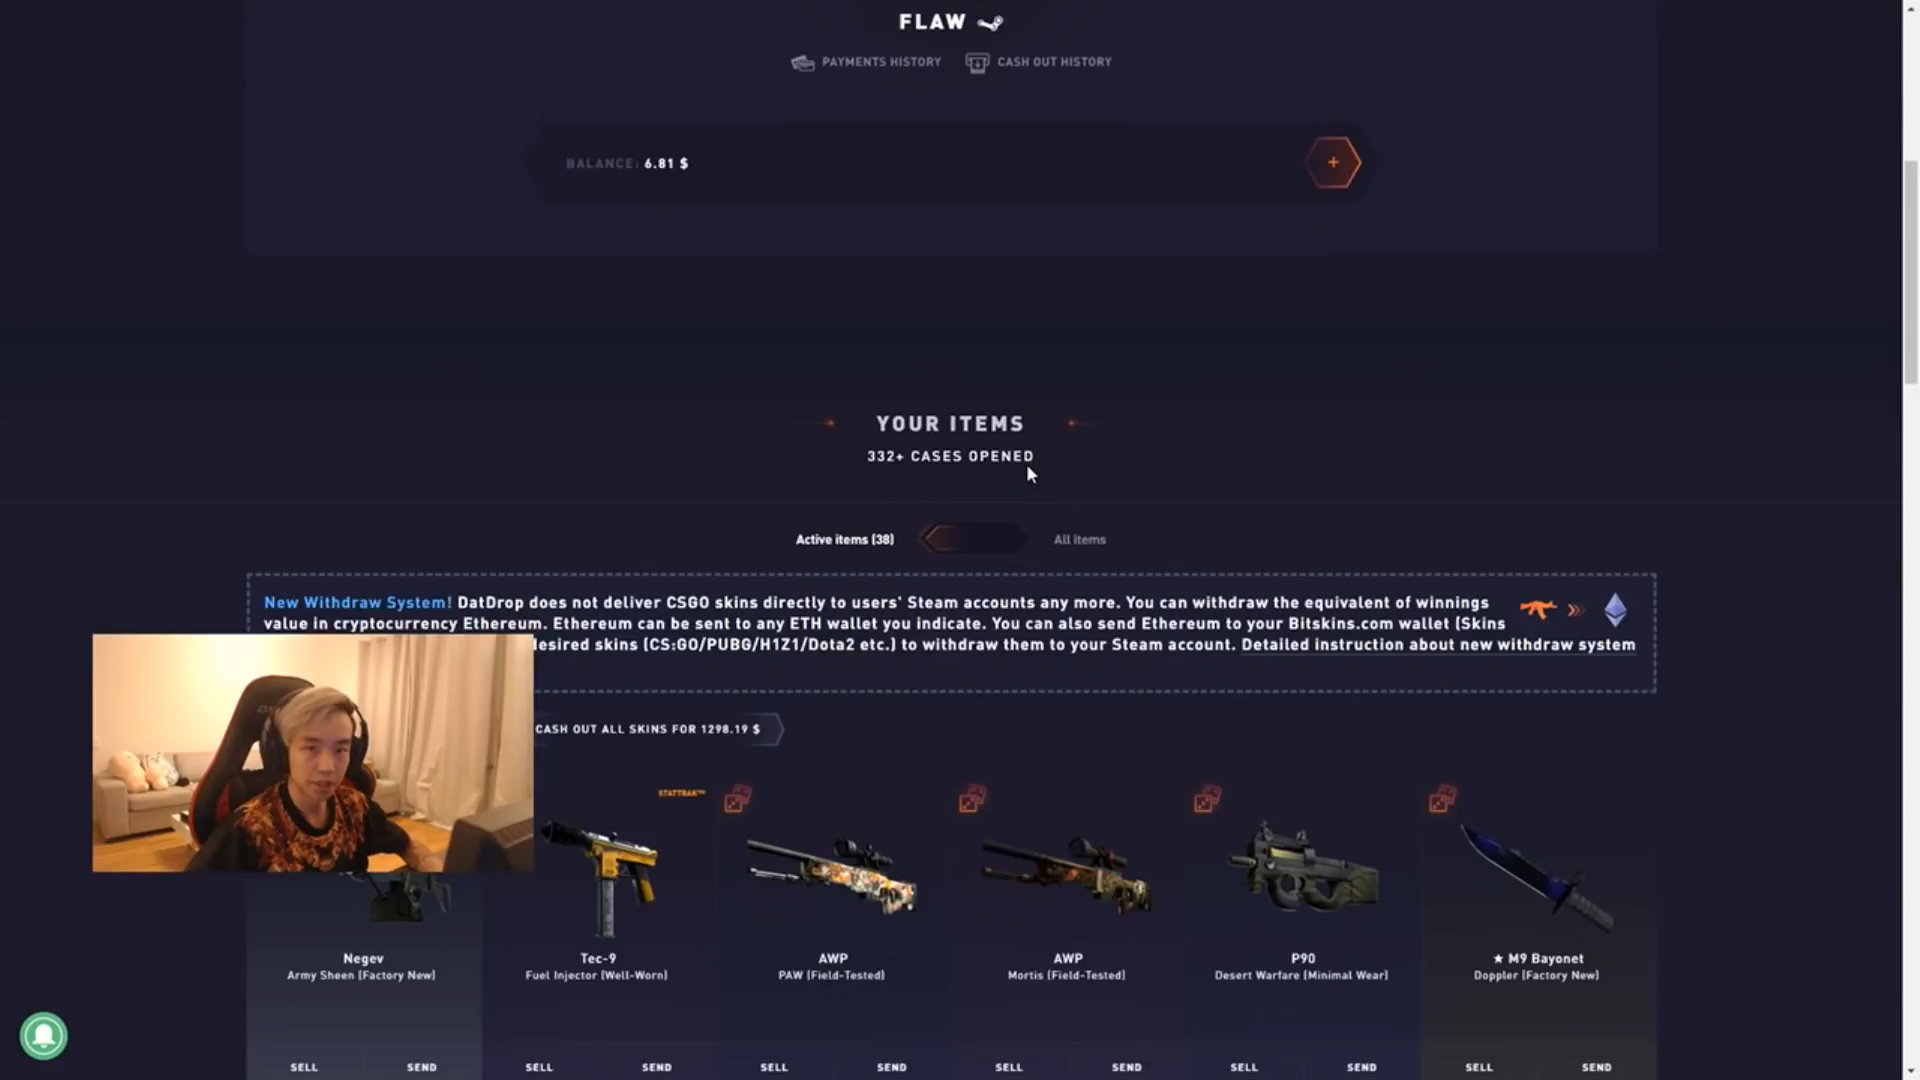 FLAW
PAYMENTS HISTORY CASH OUT HISTORY
BALANCE: 6.81 $
YOUR ITEMS
332+ CASES OPENED
Active items (38) All items
New Withdraw System! DatDrop does not deliver CSGO skins directly to users' Steam accounts any more. You can withdraw the equivalent of winnings
value in cryptocurrency Ethereum. Ethereum can be sent to any ETH wallet you indicate. You can also send Ethereum to your Bitskins.com wallet (Skins
desired skins (CS:GO/PUBG/H1Z1/Dota2 etc.) to withdraw them to your Steam account. Detailed instruction about new withdraw system
CASH OUT ALL SKINS FOR 1298.19 $
STATTRAK™
Negev Tec-9 AWP AWP P90 ★ M9 Bayonet
Army Sheen (Factory New) Fuel Injector (Well-Worn) PAW (Field-Tested) Mortis (Field-Tested) Desert Warfare (Minimal Wear) Doppler (Factory New)
SELL SEND SELL SEND SELL SEND SELL SEND SELL SEND SELL SEND